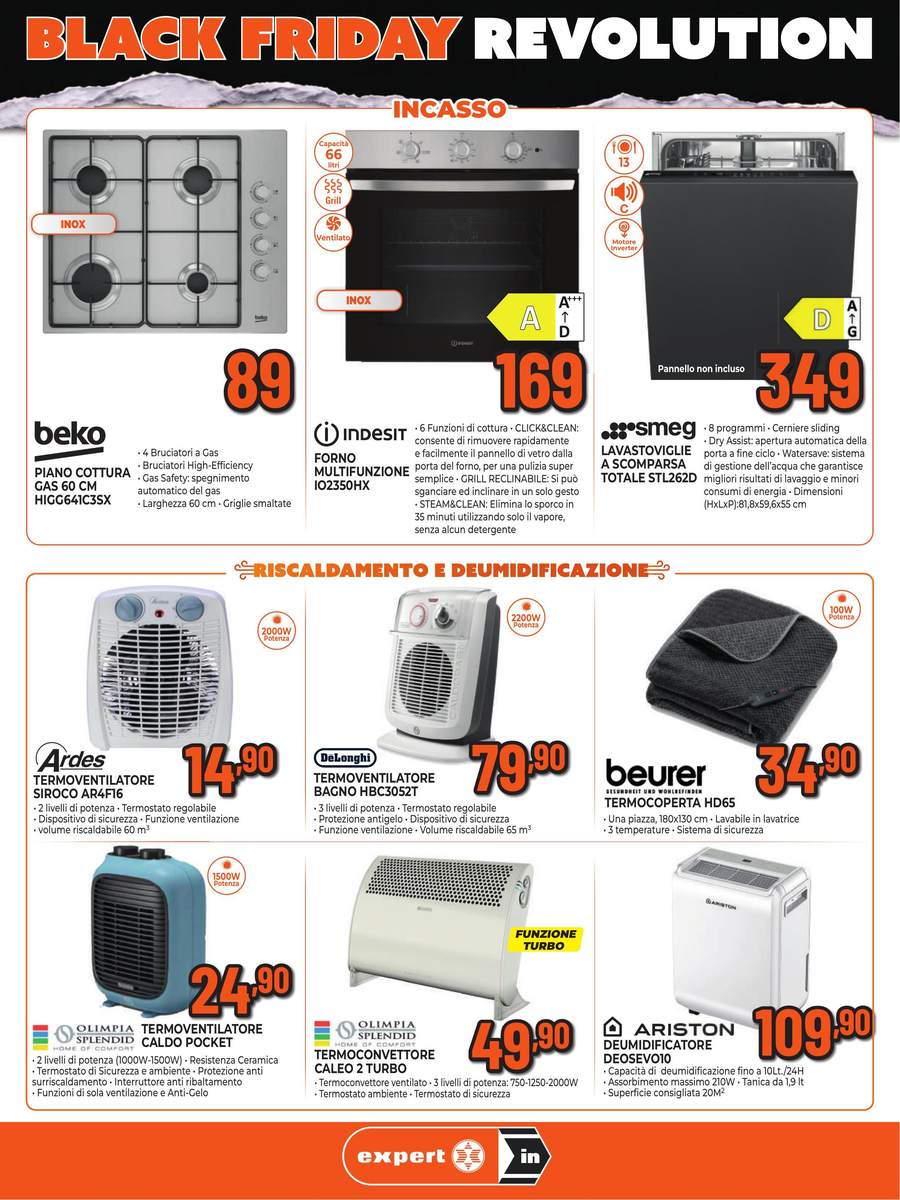 BLACK FRIDAY REVOLUTION
INCASSO
INOX
beko
89
beko
PIANO COTTURA
GAS 60 CM
HIGG641C3SX
• 4 Bruciatori a Gas
• Bruciatori High-Efficiency
• Gas Safety: spegnimento
automatico del gas
• Larghezza 60 cm • Griglie smaltate
Capacità
66
litri
Grill
Ventilato
INOX
INDESIT
A
A+++
D
169
INDESIT
FORNO
MULTIFUNZIONE
IO2350HX
• 6 Funzioni di cottura • CLICK&CLEAN:
consente di rimuovere rapidamente
e facilmente il pannello di vetro dalla
porta del forno, per una pulizia super
semplice • GRILL RECLINABILE: Si può
sganciare ed inclinare in un solo gesto
• STEAM&CLEAN: Elimina lo sporco in
35 minuti utilizzando solo il vapore,
senza alcun detergente
13
C
Motore
Inverter
D
A
G
Pannello non incluso
349
smeg
LAVASTOVIGLIE
A SCOMPARSA
TOTALE STL262D
• 8 programmi • Cerniere sliding
• Dry Assist: apertura automatica della
porta a fine ciclo • Watersave: sistema
di gestione dell'acqua che garantisce
migliori risultati di lavaggio e minori
consumi di energia • Dimensioni
(HxLxP):81,8x59,6x55 cm
RISCALDAMENTO E DEUMIDIFICAZIONE
2000W
Potenza
14,90
Ardes
TERMOVENTILATORE
SIROCO AR4F16
• 2 livelli di potenza • Termostato regolabile
• Dispositivo di sicurezza • Funzione ventilazione
• volume riscaldabile 60 m³
2200W
Potenza
79,90
DeLonghi
TERMOVENTILATORE
BAGNO HBC3052T
• 3 livelli di potenza • Termostato regolabile
• Protezione antigelo • Dispositivo di sicurezza
• Funzione ventilazione • Volume riscaldabile 65 m³
100W
Potenza
34,90
beurer
GESUNDHEIT UND WOHLBEFINDEN
TERMOCOPERTA HD65
• Una piazza, 180x130 cm • Lavabile in lavatrice
• 3 temperature • Sistema di sicurezza
1500W
Potenza
24,90
OLIMPIA
SPLENDID
HOME OF COMFORT
TERMOVENTILATORE
CALDO POCKET
• 2 livelli di potenza (1000W-1500W) • Resistenza Ceramica
• Termostato di Sicurezza e ambiente • Protezione anti
surriscaldamento • Interruttore anti ribaltamento
• Funzioni di sola ventilazione e Anti-Gelo
FUNZIONE
TURBO
49,90
OLIMPIA
SPLENDID
HOME OF COMFORT
TERMOCONVETTORE
CALEO 2 TURBO
• Termoconvettore ventilato • 3 livelli di potenza: 750-1250-2000W
• Termostato ambiente • Termostato di sicurezza
ARISTON
109,90
ARISTON
DEUMIDIFICATORE
DEOSEVO10
• Capacità di deumidificazione fino a 10Lt./24H
• Assorbimento massimo 210W • Tanica da 1,9 lt
• Superficie consigliata 20M²
expert in